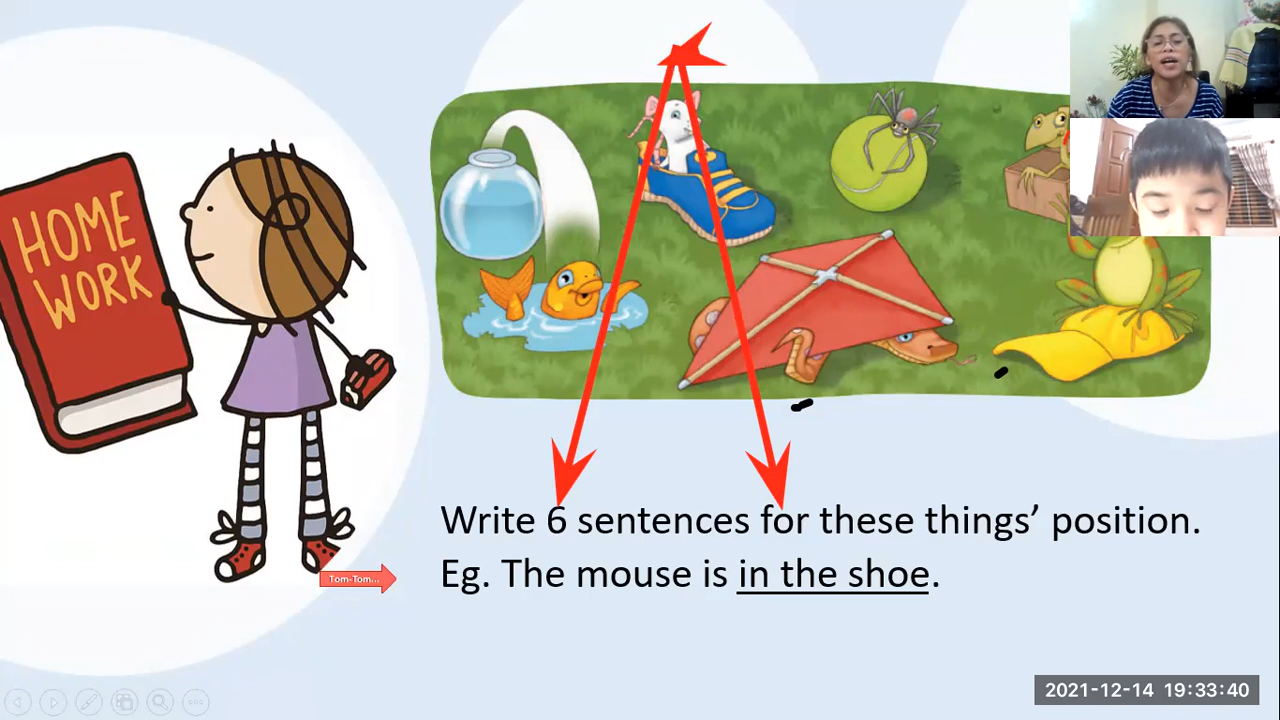 HOME
WORK
Write 6 sentences for these things’ position.
Tom-Tom...
Eg. The mouse is in the shoe.
2021-12-14 19:33:40